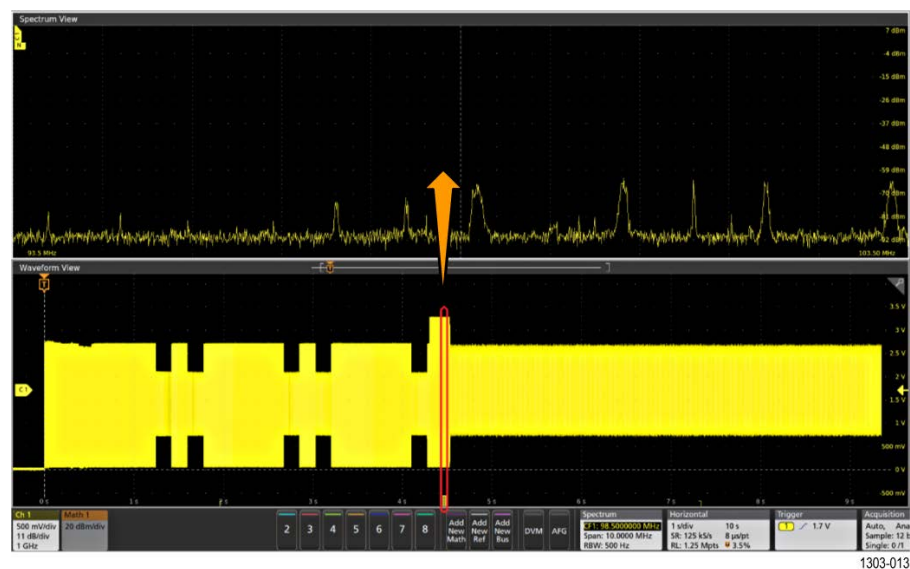 Spectrum View
C1
N
7 dBm
-4 dBm
-15 dBm
-26 dBm
-37 dBm
-48 dBm
-59 dBm
-70 dBm
-81 dBm
-92 dBm
93.5 MHz
103.50 MHz
Waveform View
T
T
3.5 V
3 V
2.5 V
2 V
1.5 V
1 V
500 mV
0 V
-500 mV
C1
0 s
1 s
2 s
3 s
4 s
5 s
6 s
7 s
8 s
9 s
Ch 1
500 mV/div
11 dB/div
1 GHz
Math 1
20 dBm/div
2 3 4 5 6 7 8
Add New Math
Add New Ref
Add New Bus
DVM
AFG
Spectrum
CF1: 98.5000000 MHz
Span: 10.0000 MHz
RBW: 500 Hz
Horizontal
1 s/div 10 s
SR: 125 kS/s 8 µs/pt
RL: 1.25 Mpts 3.5%
Trigger
1 1.7 V
Acquisition
Auto, Ana
Sample: 12 b
Single: 0/1
1303-013